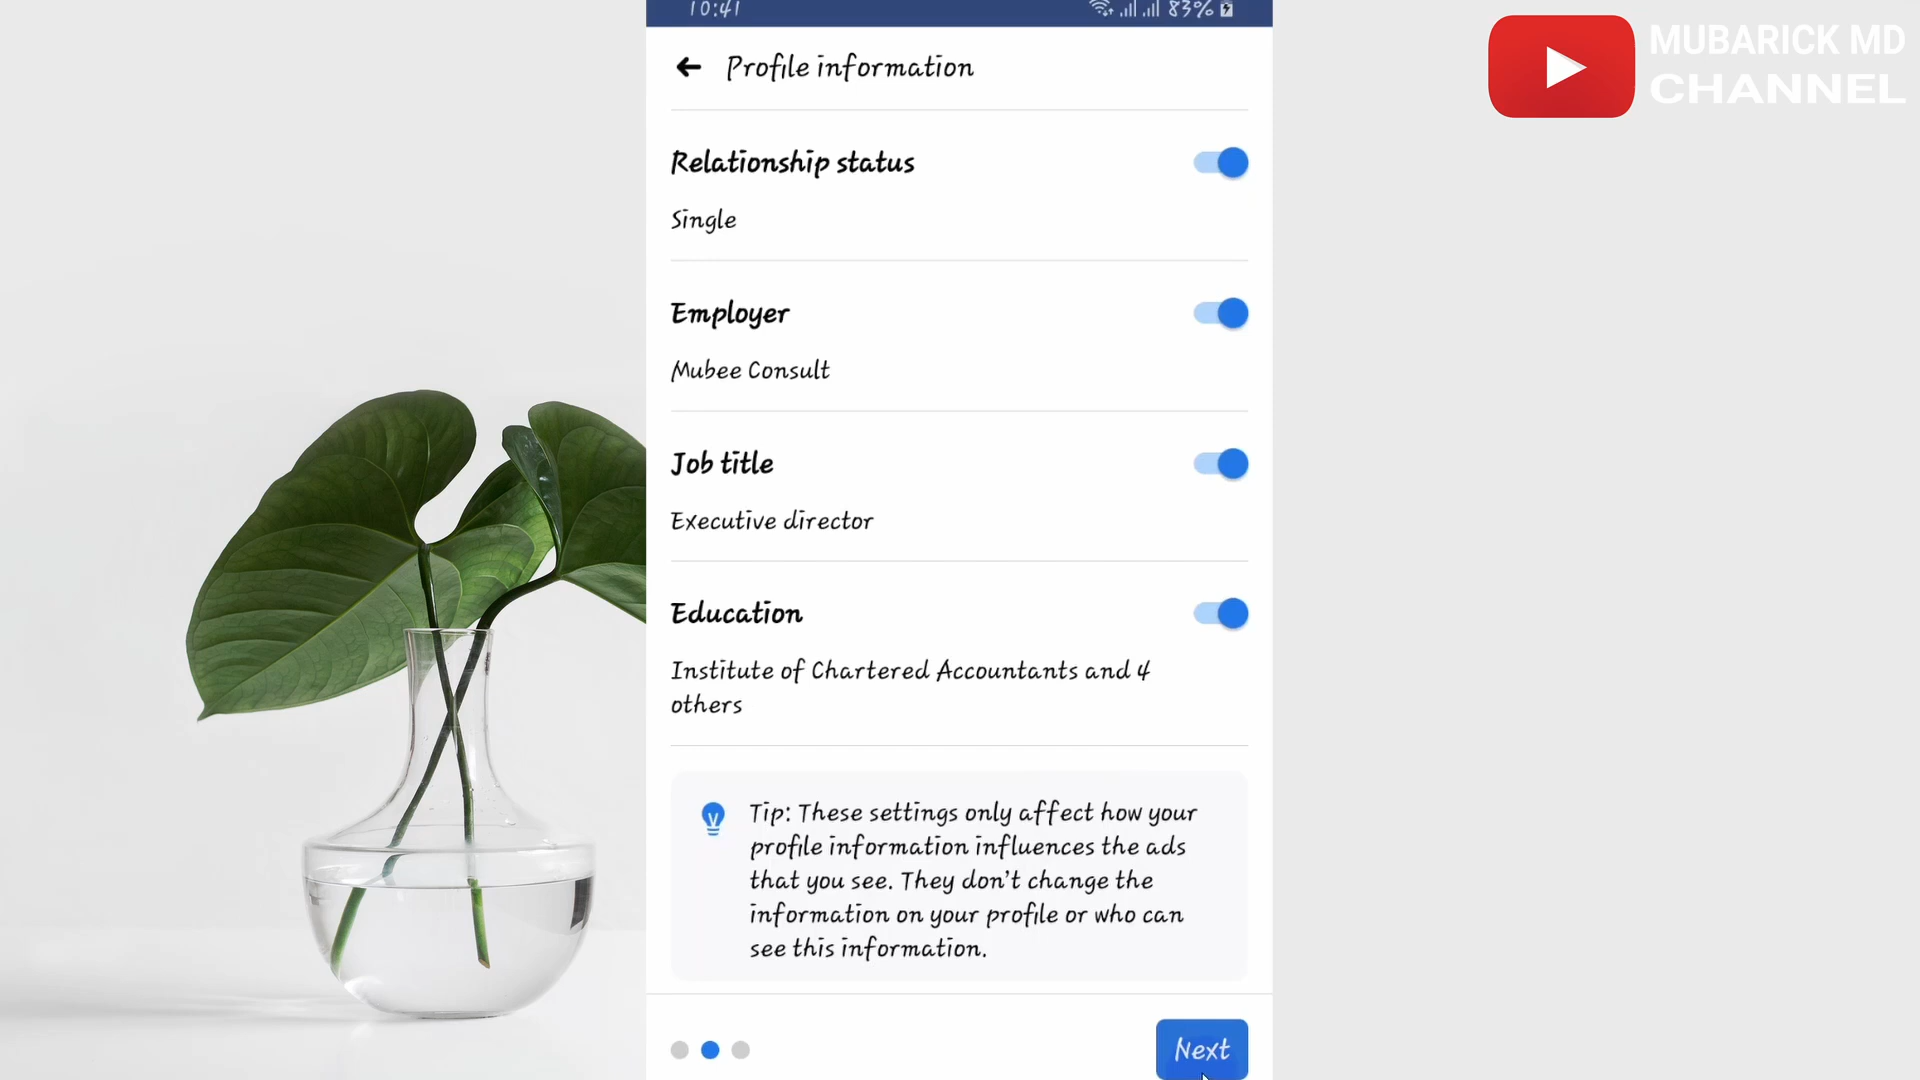 10:41
83%
MUBARICK MD
CHANNEL
Profile information
Relationship status
Single
Employer
Mubee Consult
Job title
Executive director
Education
Institute of Chartered Accountants and 4
others
Tip: These settings only affect how your
profile information influences the ads
that you see. They don't change the
information on your profile or who can
see this information.
Next